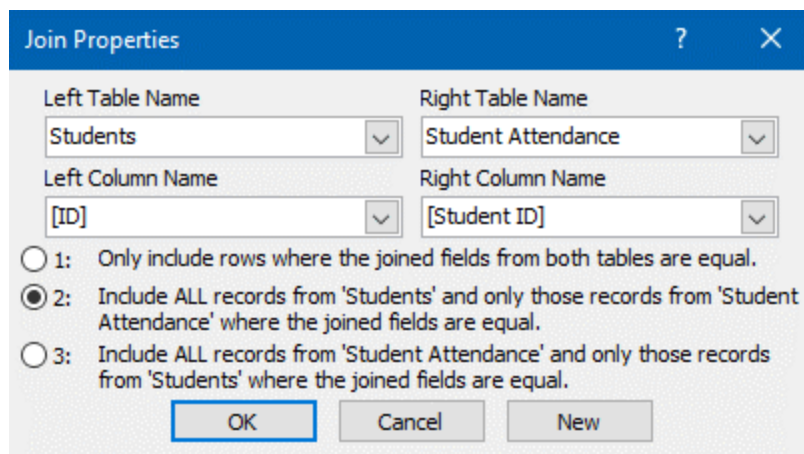 Join Properties ?
Left Table Name Right Table Name
Students Student Attendance
Left Column Name Right Column Name
[ID] [Student ID]
1: Only include rows where the joined fields from both tables are equal.
2: Include ALL records from 'Students' and only those records from 'Student
Attendance' where the joined fields are equal.
3: Include ALL records from 'Student Attendance' and only those records
from 'Students' where the joined fields are equal.
OK Cancel New